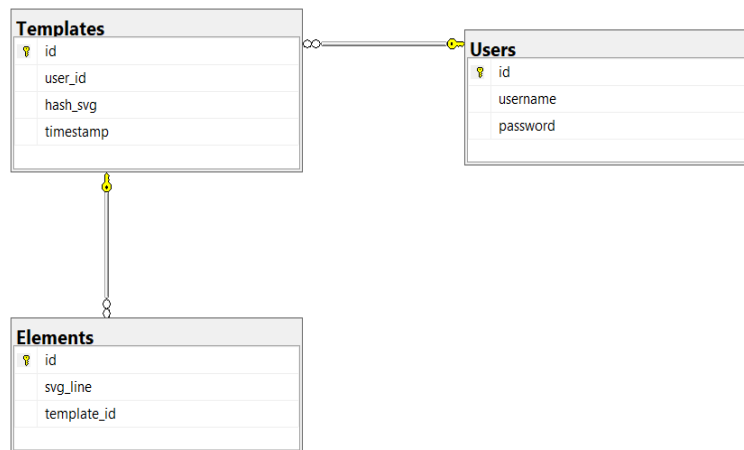 Templates
id
user_id
hash_svg
timestamp
Users
id
username
password
Elements
id
svg_line
template_id